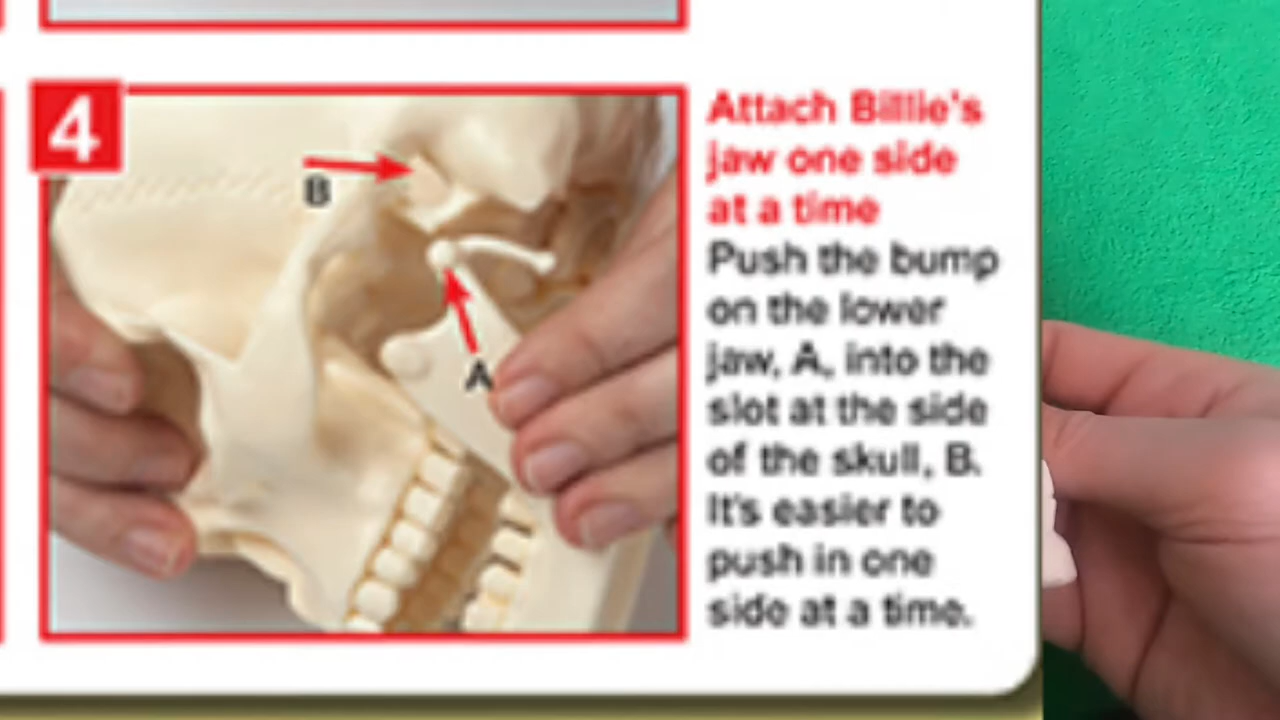 4
B
A
Attach Billie's
jaw one side
at a time
Push the bump
on the lower
jaw, A, into the
slot at the side
of the skull, B.
It's easier to
push in one
side at a time.